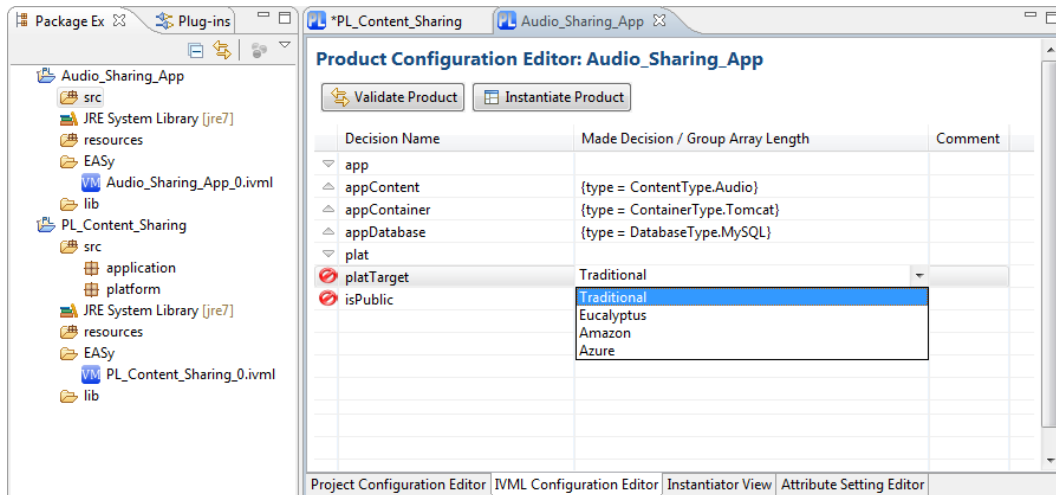 Package Ex
Plug-ins
Audio_Sharing_App
src
JRE System Library [jre7]
resources
EASy
VM Audio_Sharing_App_0.ivml
lib
PL_Content_Sharing
src
application
platform
JRE System Library [jre7]
resources
EASy
VM PL_Content_Sharing_0.ivml
lib
PL *PL_Content_Sharing
PL Audio_Sharing_App
Product Configuration Editor: Audio_Sharing_App
Validate Product
Instantiate Product
Decision Name Made Decision / Group Array Length Comment
app
appContent {type = ContentType.Audio}
appContainer {type = ContainerType.Tomcat}
appDatabase {type = DatabaseType.MySQL}
plat
platTarget Traditional
isPublic
Traditional
Eucalyptus
Amazon
Azure
Project Configuration Editor IVML Configuration Editor Instantiator View Attribute Setting Editor